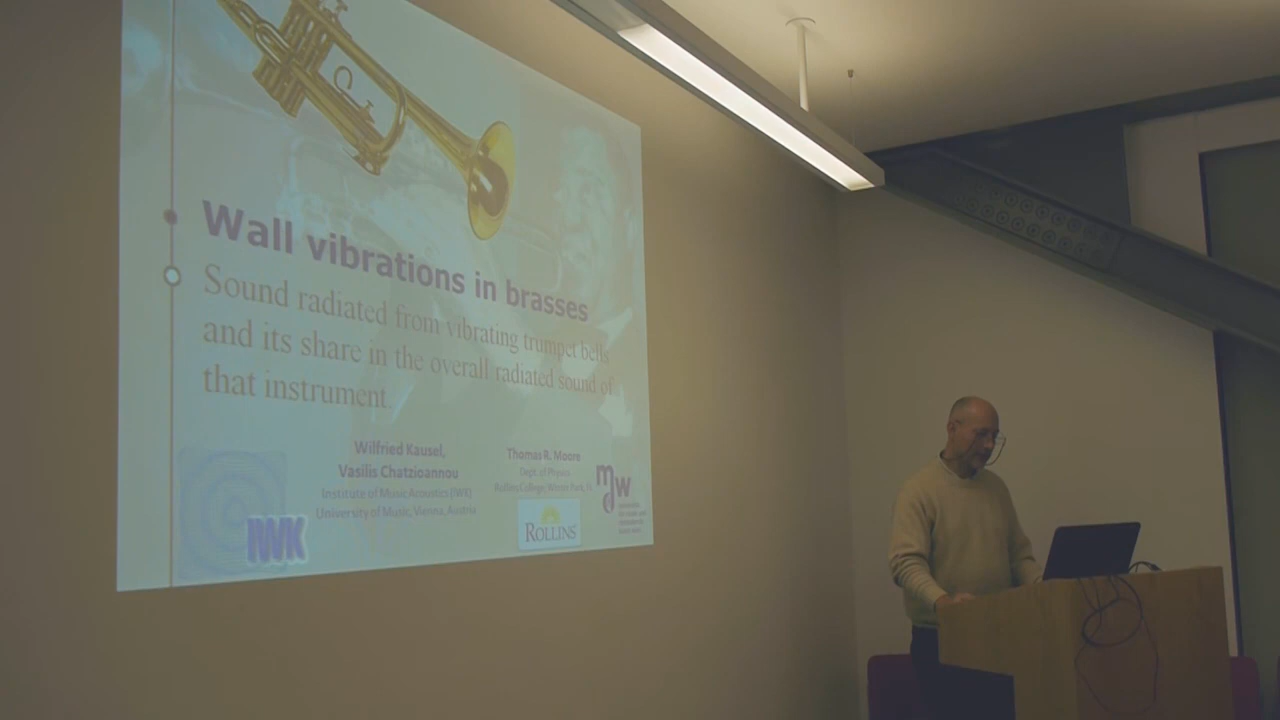 Wall vibrations in brasses
Sound radiated from vibrating trumpet bells
and its share in the overall radiated sound of
that instrument.
Wilfried Kausel,
Vasilis Chatzioannou
Institute of Music Acoustics (IWK)
University of Music, Vienna, Austria
Thomas R. Moore
Dept. of Physics
Rollins College, Winter Park, FL
IWK
ROLLINS
mdw